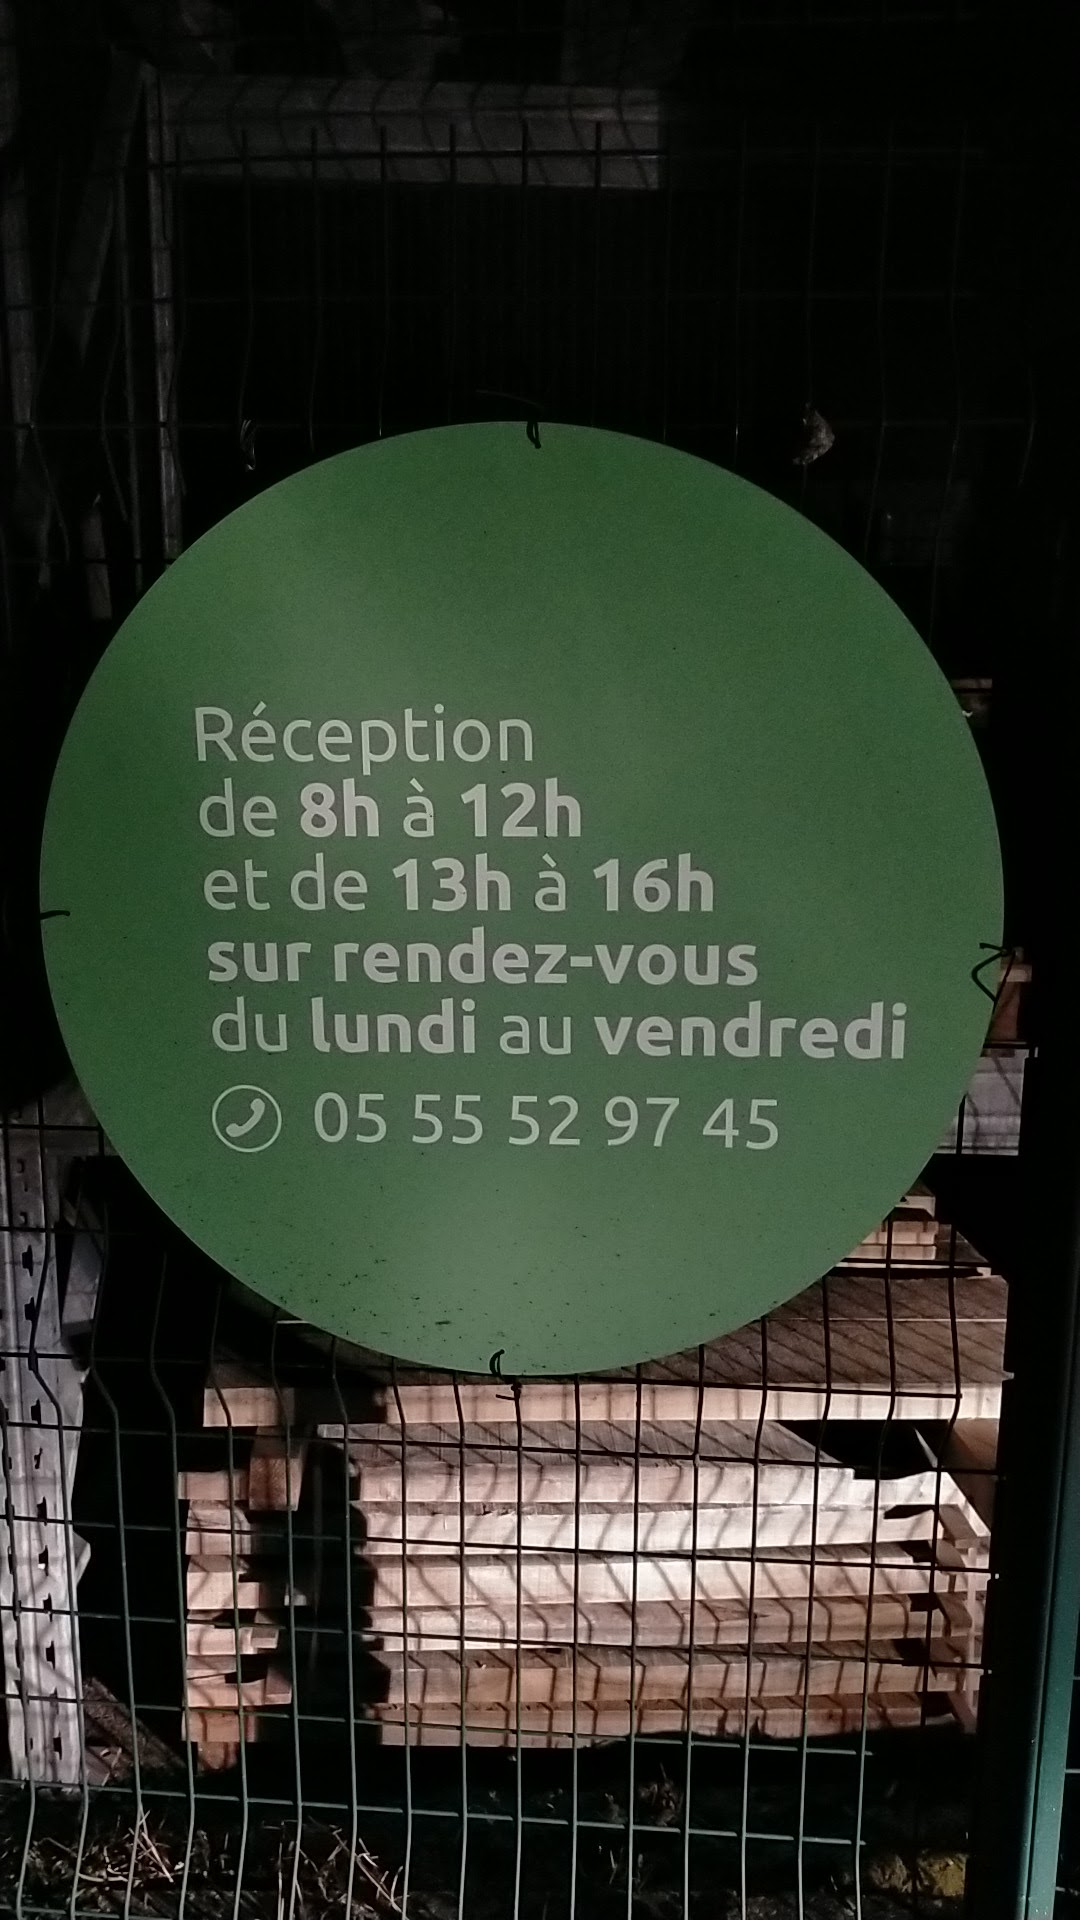 Réception
de 8h à 12h
et de 13h à 16h
sur rendez-vous
du lundi au vendredi
05 55 52 97 45